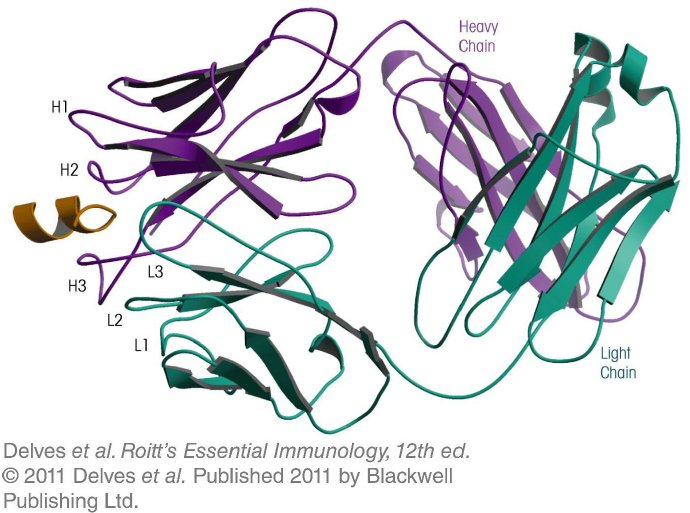 Heavy
Chain
H1
H2
H3
L3
L2
L1
Light
Chain
Delves et al. Roitt's Essential Immunology, 12th ed.
© 2011 Delves et al. Published 2011 by Blackwell
Publishing Ltd.